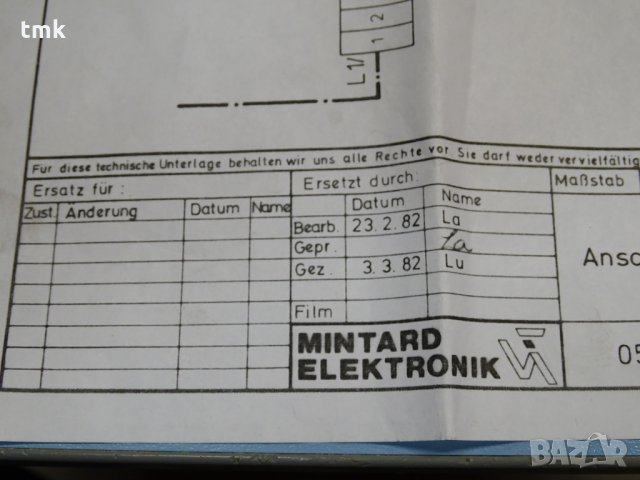 tmk
2
1
L1/
Für diese technische Unterlage behalten wir uns alle Rechte vor. Sie darf weder vervielfältig
Ersatz für :
Ersetzt durch:
Maßstab
Zust. Änderung Datum Name
Datum Name
Bearb. 23.2.82 La
Gepr. La
Gez. 3.3.82 Lu
Film
Ansc
MINTARD
ELEKTRONIK
05
BAZAR